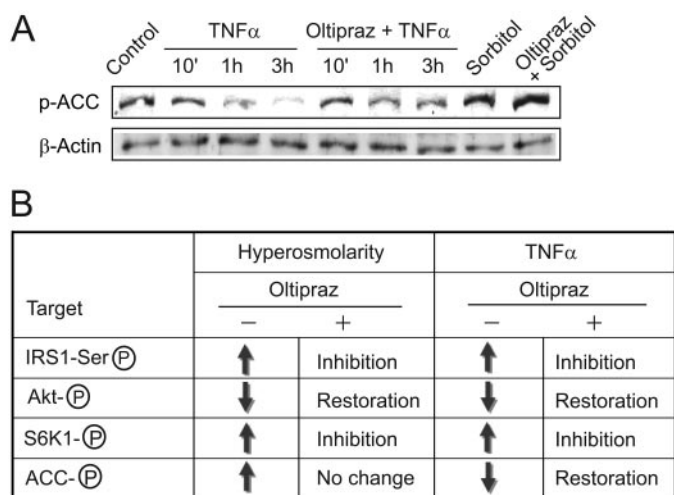 A
Control TNFα Oltipraz + TNFα Sorbitol Oltipraz + Sorbitol
10' 1h 3h 10' 1h 3h
p-ACC
β-Actin
B
Hyperosmolarity TNFα
Target Oltipraz Oltipraz
− + − +
IRS1-Ser Ⓟ ↑ Inhibition ↑ Inhibition
Akt-Ⓟ ↓ Restoration ↓ Restoration
S6K1-Ⓟ ↑ Inhibition ↑ Inhibition
ACC-Ⓟ ↑ No change ↓ Restoration